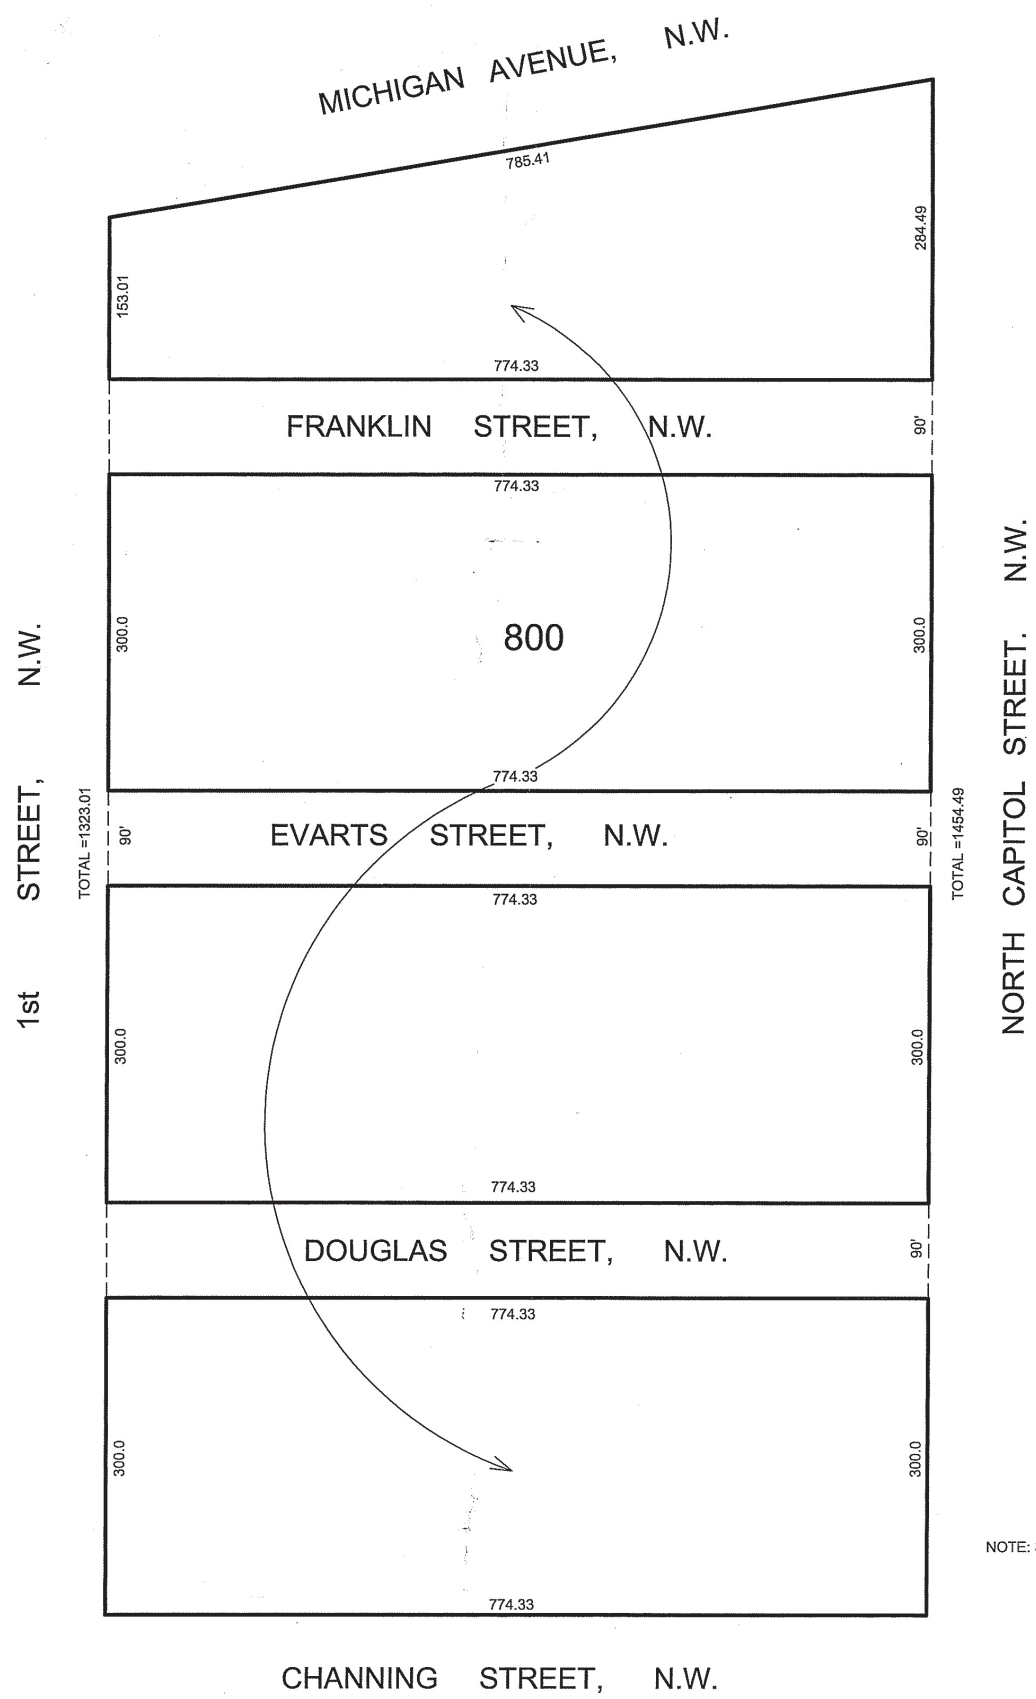 MICHIGAN AVENUE, N.W.
785.41
153.01
284.49
774.33
FRANKLIN STREET, N.W.
90'
774.33
300.0
800
300.0
774.33
1st STREET, N.W.
TOTAL =1323.01
90'
EVARTS STREET, N.W.
90'
TOTAL =1454.49
NORTH CAPITOL STREET. N.W.
774.33
300.0
300.0
774.33
DOUGLAS STREET, N.W.
90'
774.33
300.0
300.0
NOTE:
774.33
CHANNING STREET, N.W.